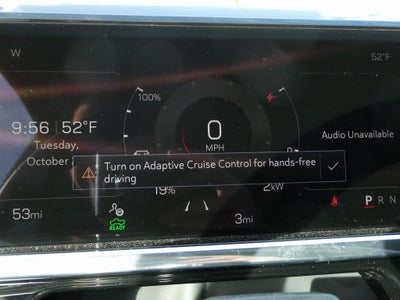 W
52°F
100%
9:56 52°F
Tuesday,
October
0
MPH
Audio Unavailable
Turn on Adaptive Cruise Control for hands-free
driving
19%
2kW
P R N
53mi
READY
3mi